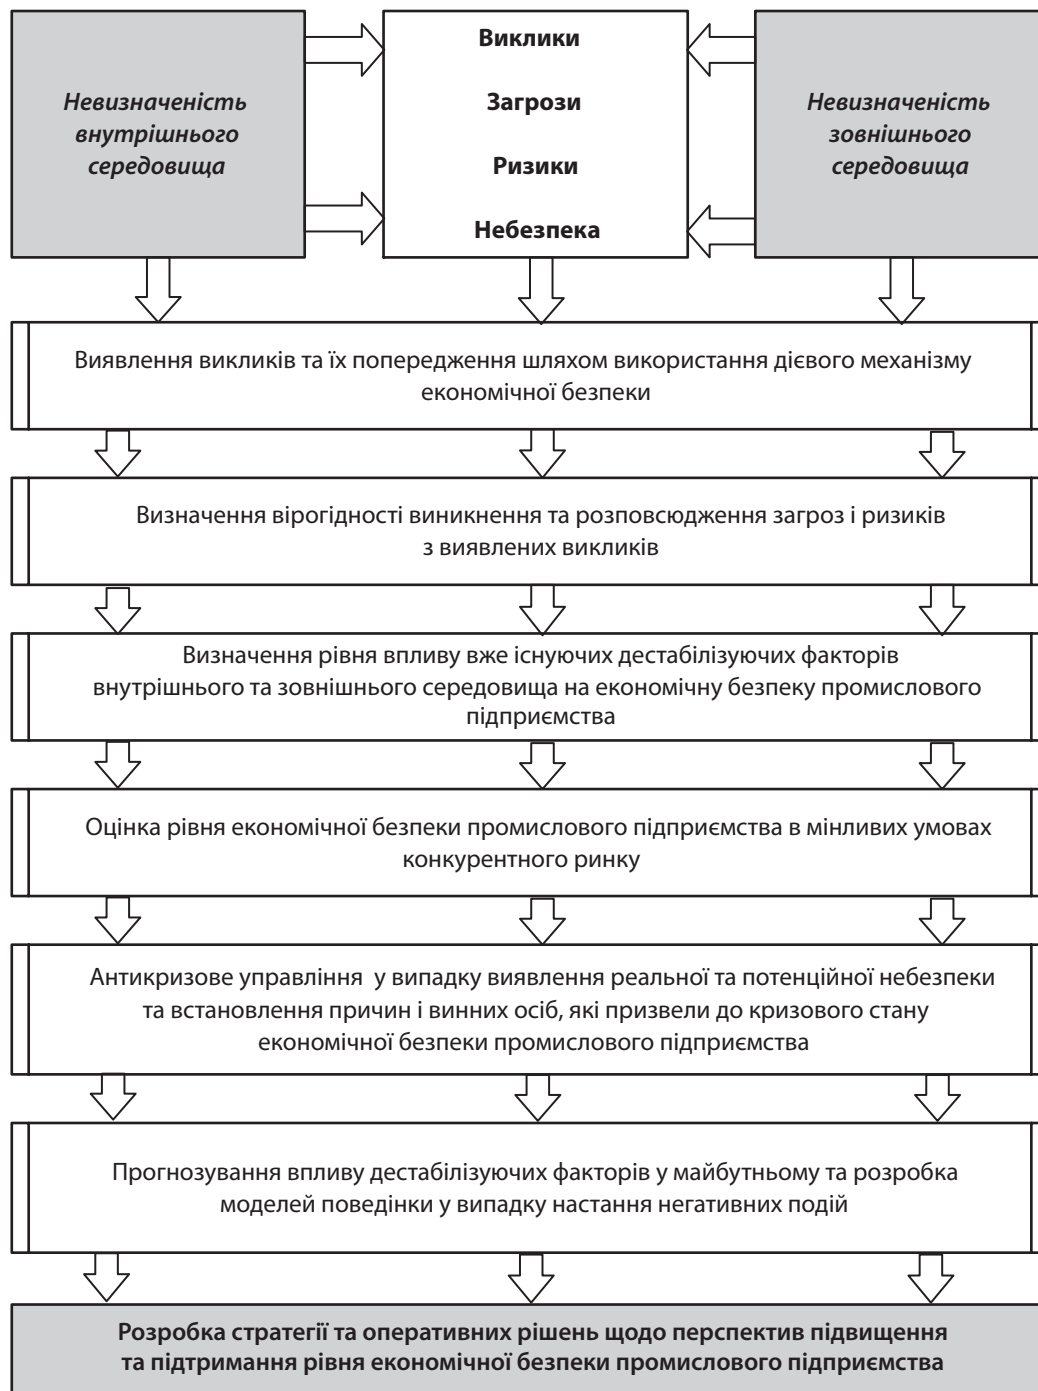 Невизначеність
внутрішнього
середовища
Виклики
Загрози
Ризики
Небезпека
Невизначеність
зовнішнього
середовища
Виявлення викликів та їх попередження шляхом використання дієвого механізму
економічної безпеки
Визначення вірогідності виникнення та розповсюдження загроз і ризиків
з виявлених викликів
Визначення рівня впливу вже існуючих дестабілізуючих факторів
внутрішнього та зовнішнього середовища на економічну безпеку промислового
підприємства
Оцінка рівня економічної безпеки промислового підприємства в мінливих умовах
конкурентного ринку
Антикризове управління у випадку виявлення реальної та потенційної небезпеки
та встановлення причин і винних осіб, які призвели до кризового стану
економічної безпеки промислового підприємства
Прогнозування впливу дестабілізуючих факторів у майбутньому та розробка
моделей поведінки у випадку настання негативних подій
Розробка стратегії та оперативних рішень щодо перспектив підвищення
та підтримання рівня економічної безпеки промислового підприємства